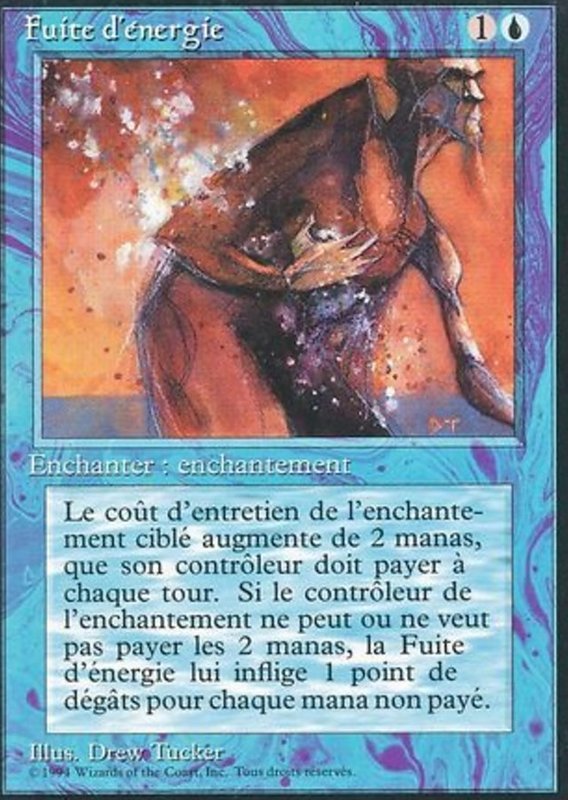 Fuite d'énergie
1
D T
Enchanter : enchantement
Le coût d'entretien de l'enchante-
ment ciblé augmente de 2 manas,
que son contrôleur doit payer à
chaque tour. Si le contrôleur de
l'enchantement ne peut ou ne veut
pas payer les 2 manas, la Fuite
d'énergie lui inflige 1 point de
dégâts pour chaque mana non payé.
Illus. Drew Tucker
© 1994 Wizards of the Coast, Inc. Tous droits réservés.